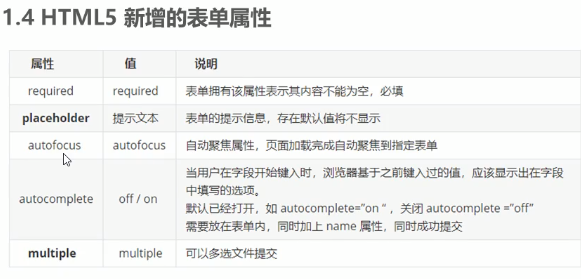 1.4 HTML5 新增的表单属性
属性 值 说明
required required 表单拥有该属性表示其内容不能为空，必填
placeholder 提示文本 表单的提示信息，存在默认值将不显示
autofocus autofocus 自动聚焦属性，页面加载完成自动聚焦到指定表单
autocomplete off / on 当用户在字段开始键入时，浏览器基于之前键入过的值，应该显示出在字段
中填写的选项。
默认已经打开，如 autocomplete="on "，关闭 autocomplete ="off"
需要放在表单内，同时加上 name 属性，同时成功提交
multiple multiple 可以多选文件提交